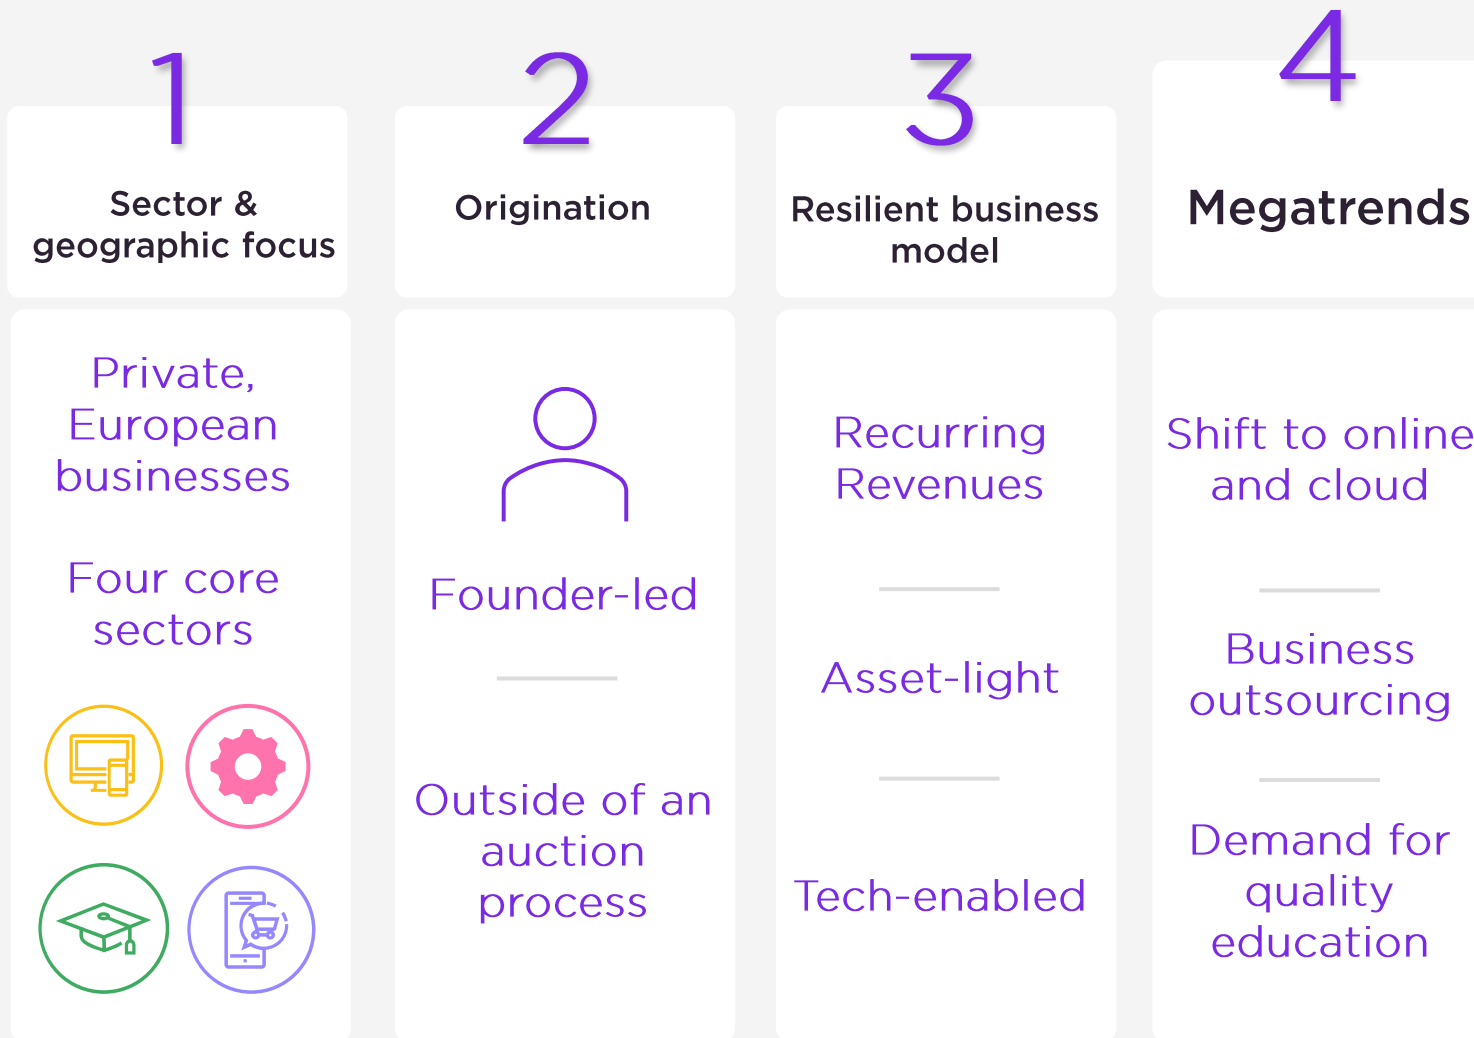 1
Sector &
geographic focus
Private,
European
businesses
Four core
sectors
2
Origination
Founder-led
Outside of an
auction
process
3
Resilient business
model
Recurring
Revenues
Asset-light
Tech-enabled
4
Megatrends
Shift to online
and cloud
Business
outsourcing
Demand for
quality
education